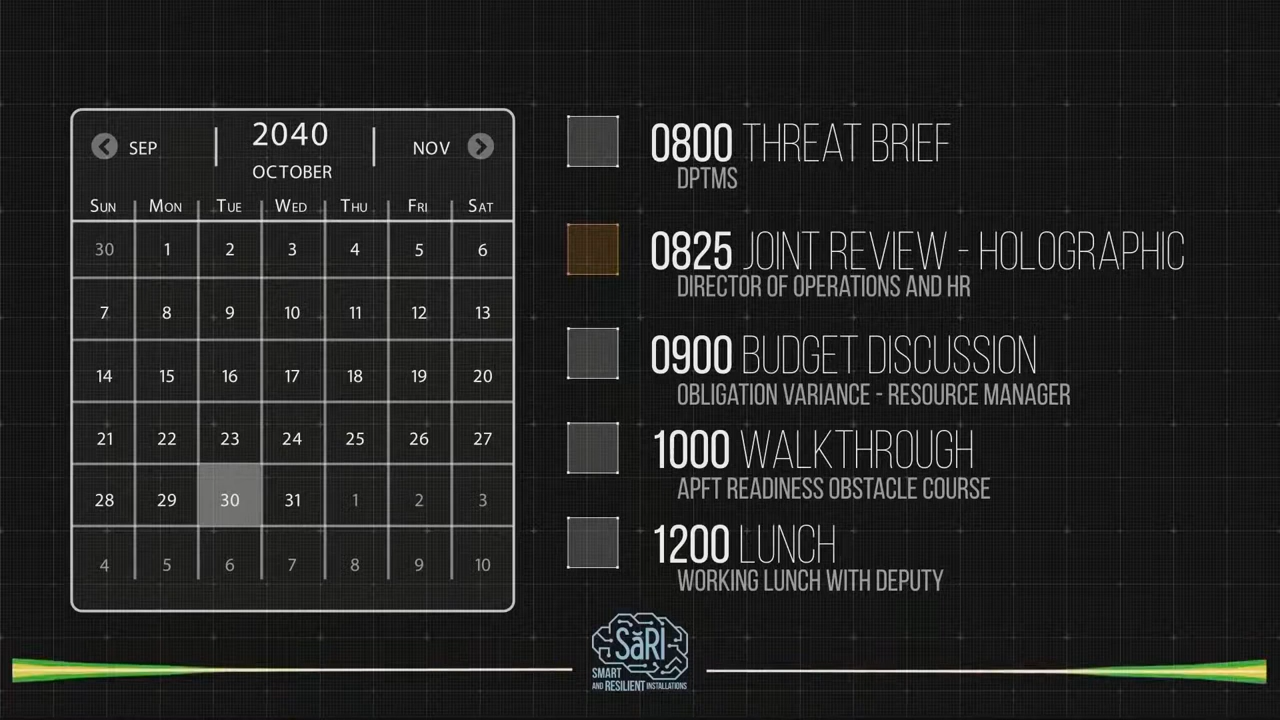 SEP
2040
OCTOBER
NOV
SUN MON TUE WED THU FRI SAT
30 1 2 3 4 5 6
7 8 9 10 11 12 13
14 15 16 17 18 19 20
21 22 23 24 25 26 27
28 29 30 31 1 2 3
4 5 6 7 8 9 10
0800 THREAT BRIEF
DPTMS
0825 JOINT REVIEW - HOLOGRAPHIC
DIRECTOR OF OPERATIONS AND HR
0900 BUDGET DISCUSSION
OBLIGATION VARIANCE - RESOURCE MANAGER
1000 WALKTHROUGH
APFT READINESS OBSTACLE COURSE
1200 LUNCH
WORKING LUNCH WITH DEPUTY
SăRI
SMART
AND RESILIENT INSTALLATIONS